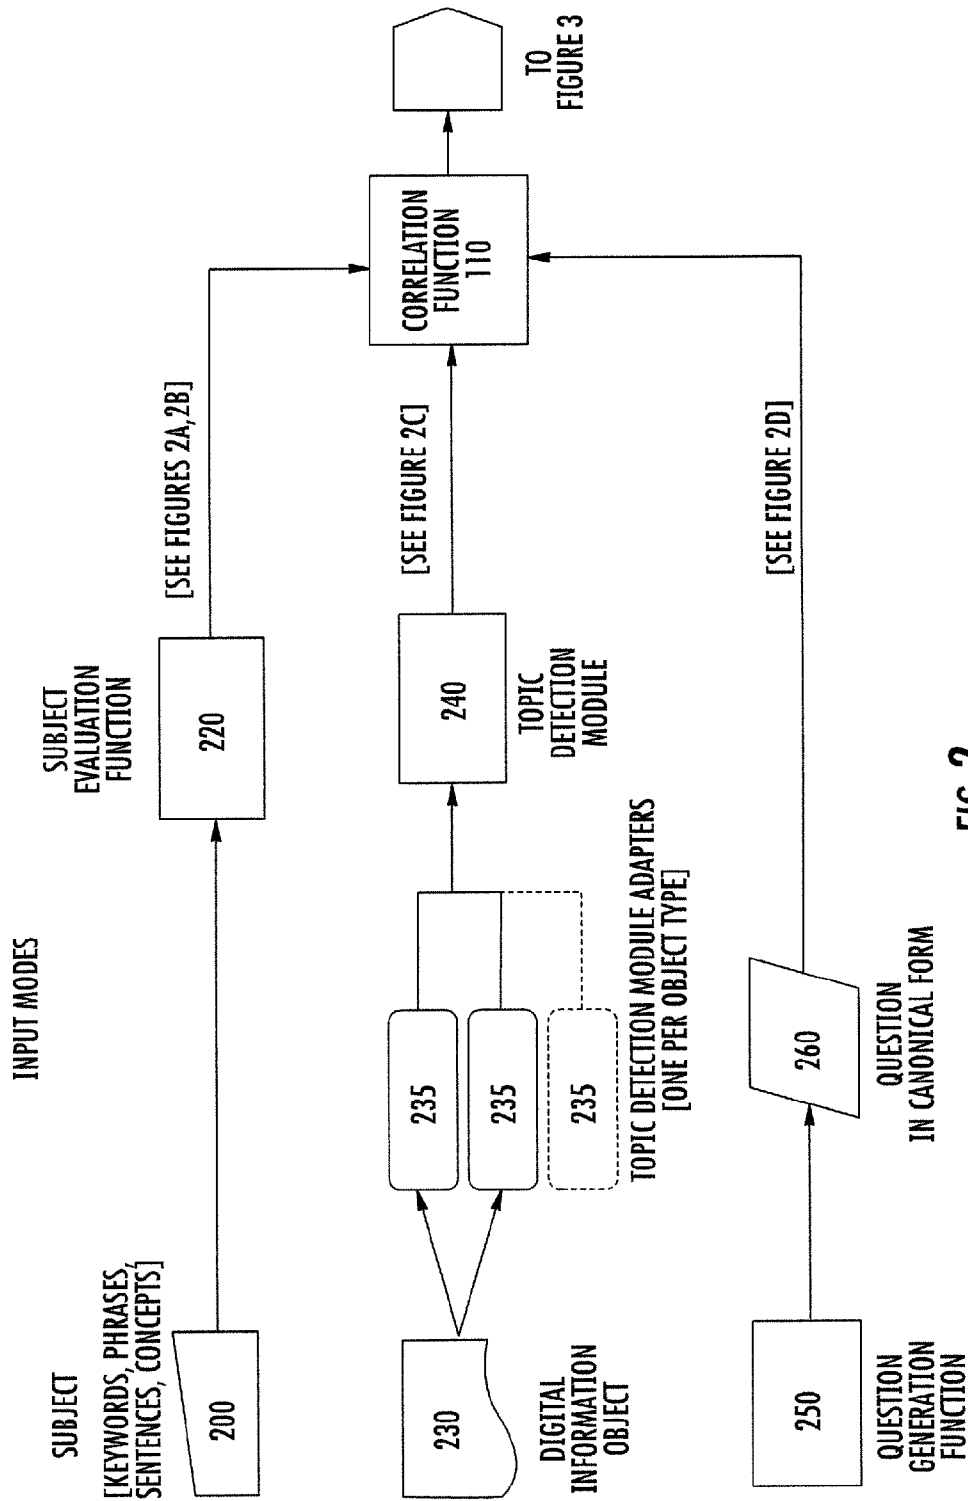 INPUT MODES
SUBJECT
[KEYWORDS, PHRASES,
SENTENCES, CONCEPTS]
200
SUBJECT
EVALUATION
FUNCTION
220
[SEE FIGURES 2A,2B]
230
DIGITAL
INFORMATION
OBJECT
235
235
235
TOPIC DETECTION MODULE ADAPTERS
[ONE PER OBJECT TYPE]
240
TOPIC
DETECTION
MODULE
[SEE FIGURE 2C]
CORRELATION
FUNCTION
110
TO
FIGURE 3
250
QUESTION
GENERATION
FUNCTION
260
QUESTION
IN CANONICAL FORM
[SEE FIGURE 2D]
FIG. 2